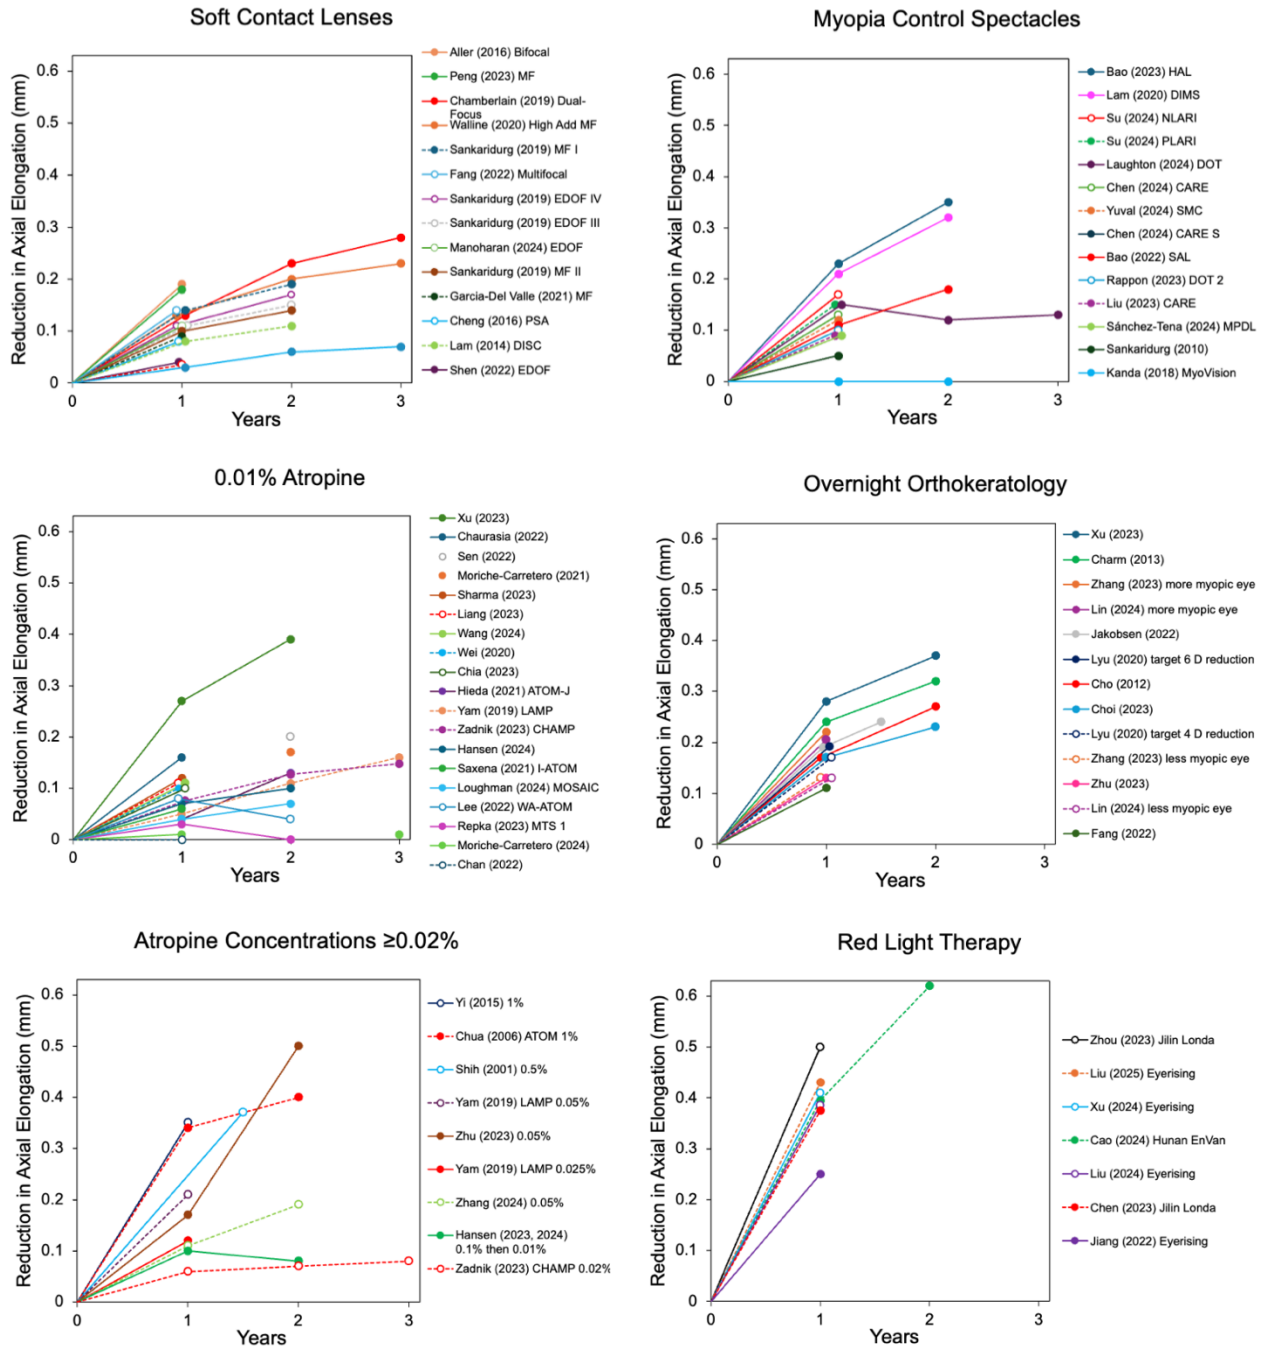 Soft Contact Lenses
Reduction in Axial Elongation (mm)
0.6
0.5
0.4
0.3
0.2
0.1
0
0 1 2 3
Years
Aller (2016) Bifocal
Peng (2023) MF
Chamberlain (2019) Dual-
Focus
Walline (2020) High Add MF
Sankaridurg (2019) MF I
Fang (2022) Multifocal
Sankaridurg (2019) EDOF IV
Sankaridurg (2019) EDOF III
Manoharan (2024) EDOF
Sankaridurg (2019) MF II
Garcia-Del Valle (2021) MF
Cheng (2016) PSA
Lam (2014) DISC
Shen (2022) EDOF
Myopia Control Spectacles
Reduction in Axial Elongation (mm)
0.6
0.5
0.4
0.3
0.2
0.1
0
0 1 2 3
Years
Bao (2023) HAL
Lam (2020) DIMS
Su (2024) NLARI
Su (2024) PLARI
Laughton (2024) DOT
Chen (2024) CARE
Yuval (2024) SMC
Chen (2024) CARE S
Bao (2022) SAL
Rappon (2023) DOT 2
Liu (2023) CARE
Sánchez-Tena (2024) MPDL
Sankaridurg (2010)
Kanda (2018) MyoVision
0.01% Atropine
Reduction in Axial Elongation (mm)
0.6
0.5
0.4
0.3
0.2
0.1
0
0 1 2 3
Years
Xu (2023)
Chaurasia (2022)
Sen (2022)
Moriche-Carretero (2021)
Sharma (2023)
Liang (2023)
Wang (2024)
Wei (2020)
Chia (2023)
Hieda (2021) ATOM-J
Yam (2019) LAMP
Zadnik (2023) CHAMP
Hansen (2024)
Saxena (2021) I-ATOM
Loughman (2024) MOSAIC
Lee (2022) WA-ATOM
Repka (2023) MTS 1
Moriche-Carretero (2024)
Chan (2022)
Overnight Orthokeratology
Reduction in Axial Elongation (mm)
0.6
0.5
0.4
0.3
0.2
0.1
0
0 1 2 3
Years
Xu (2023)
Charm (2013)
Zhang (2023) more myopic eye
Lin (2024) more myopic eye
Jakobsen (2022)
Lyu (2020) target 6 D reduction
Cho (2012)
Choi (2023)
Lyu (2020) target 4 D reduction
Zhang (2023) less myopic eye
Zhu (2023)
Lin (2024) less myopic eye
Fang (2022)
Atropine Concentrations ≥0.02%
Reduction in Axial Elongation (mm)
0.6
0.5
0.4
0.3
0.2
0.1
0
0 1 2 3
Years
Yi (2015) 1%
Chua (2006) ATOM 1%
Shih (2001) 0.5%
Yam (2019) LAMP 0.05%
Zhu (2023) 0.05%
Yam (2019) LAMP 0.025%
Zhang (2024) 0.05%
Hansen (2023, 2024)
0.1% then 0.01%
Zadnik (2023) CHAMP 0.02%
Red Light Therapy
Reduction in Axial Elongation (mm)
0.6
0.5
0.4
0.3
0.2
0.1
0
0 1 2 3
Years
Zhou (2023) Jilin Londa
Liu (2025) Eyerising
Xu (2024) Eyerising
Cao (2024) Hunan EnVan
Liu (2024) Eyerising
Chen (2023) Jilin Londa
Jiang (2022) Eyerising